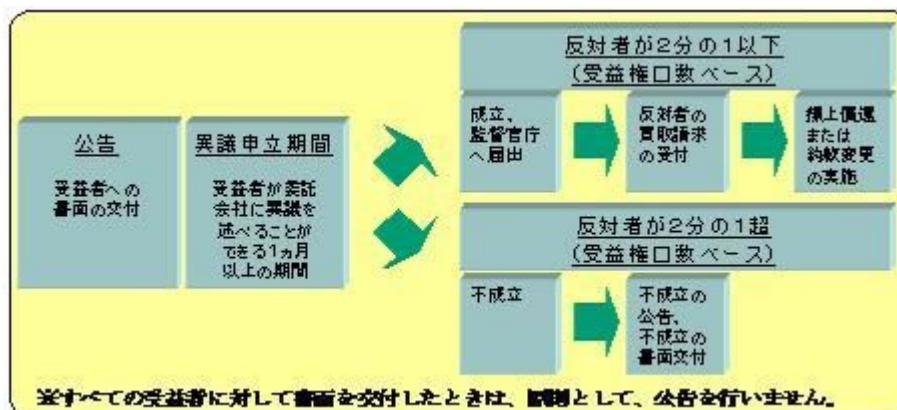 反対者が2分の1以下
(受益権口数ベース)
公告
受益者への
書面の交付
異議申立期間
受益者が委託
会社に異議を
述べることが
できる1ヵ月
以上の期間
成立、
監督官庁
へ届出
反対者の
買取請求
の受付
繰上償還
または
約款変更
の実施
反対者が2分の1超
(受益権口数ベース)
不成立
不成立の
公告、
不成立の
書面交付
※すべての受益者に対して書面を交付したときは、原則として、公告を行いません。